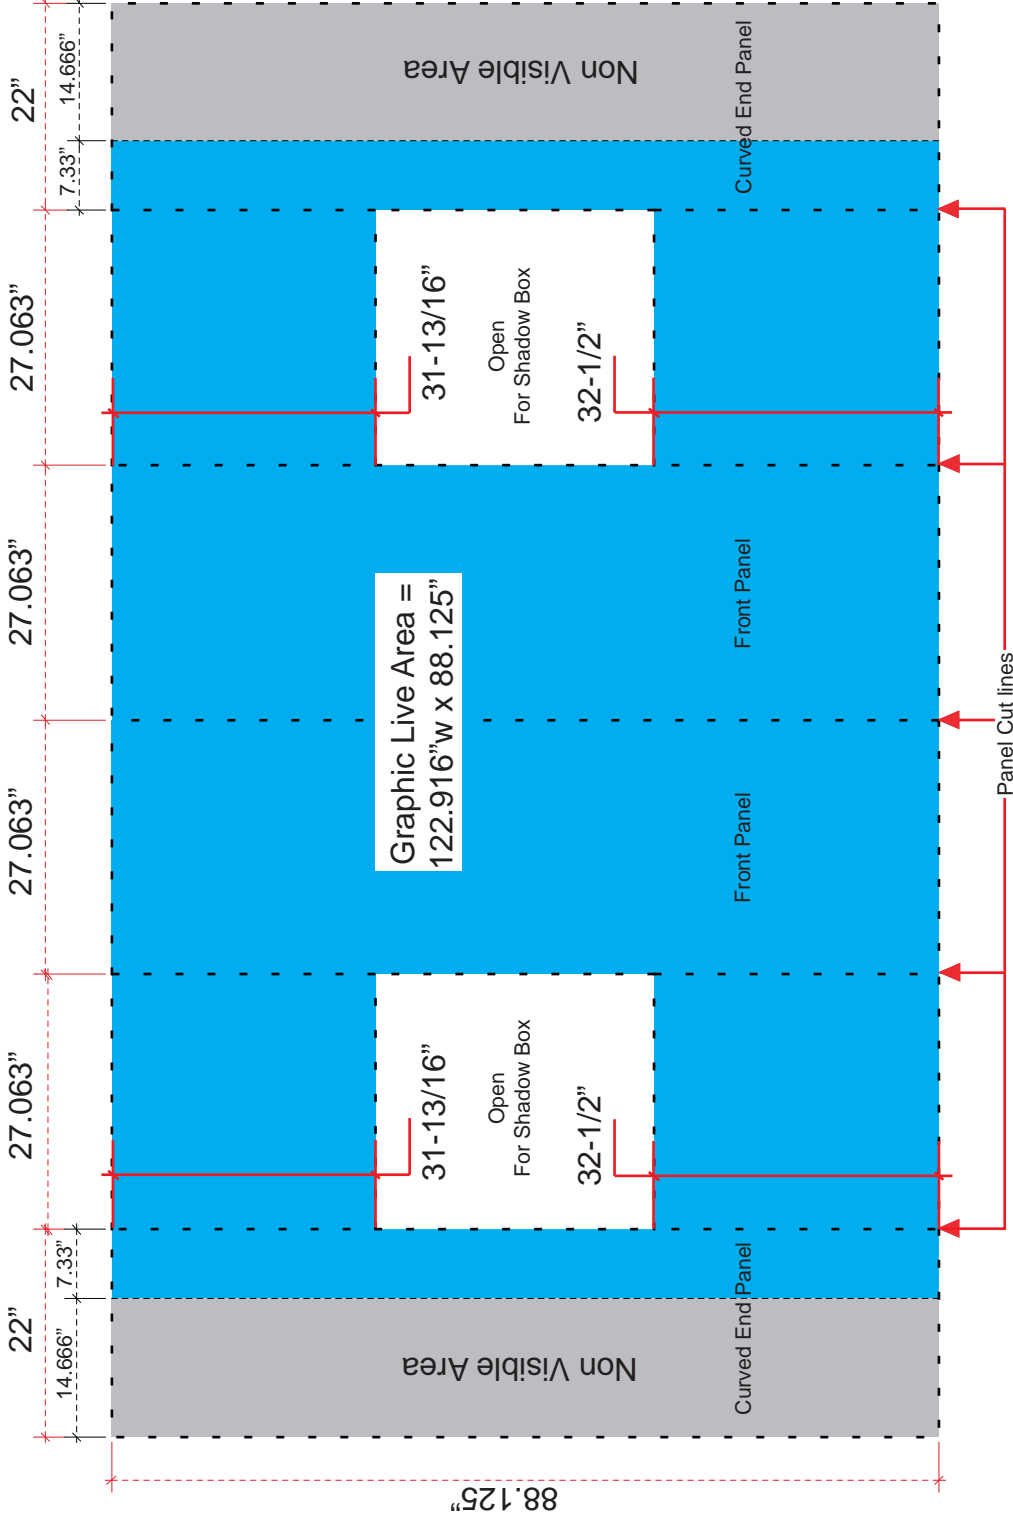 22”
27.063”
27.063”
27.063”
27.063”
22”
14.666”
7.33”
7.33”
14.666”
88.125”
Non Visible Area
Non Visible Area
31-13/16”
Open
For Shadow Box
32-1/2”
31-13/16”
Open
For Shadow Box
32-1/2”
Graphic Live Area =
122.916”w x 88.125”
Curved End Panel
Front Panel
Front Panel
Curved End Panel
Panel Cut lines